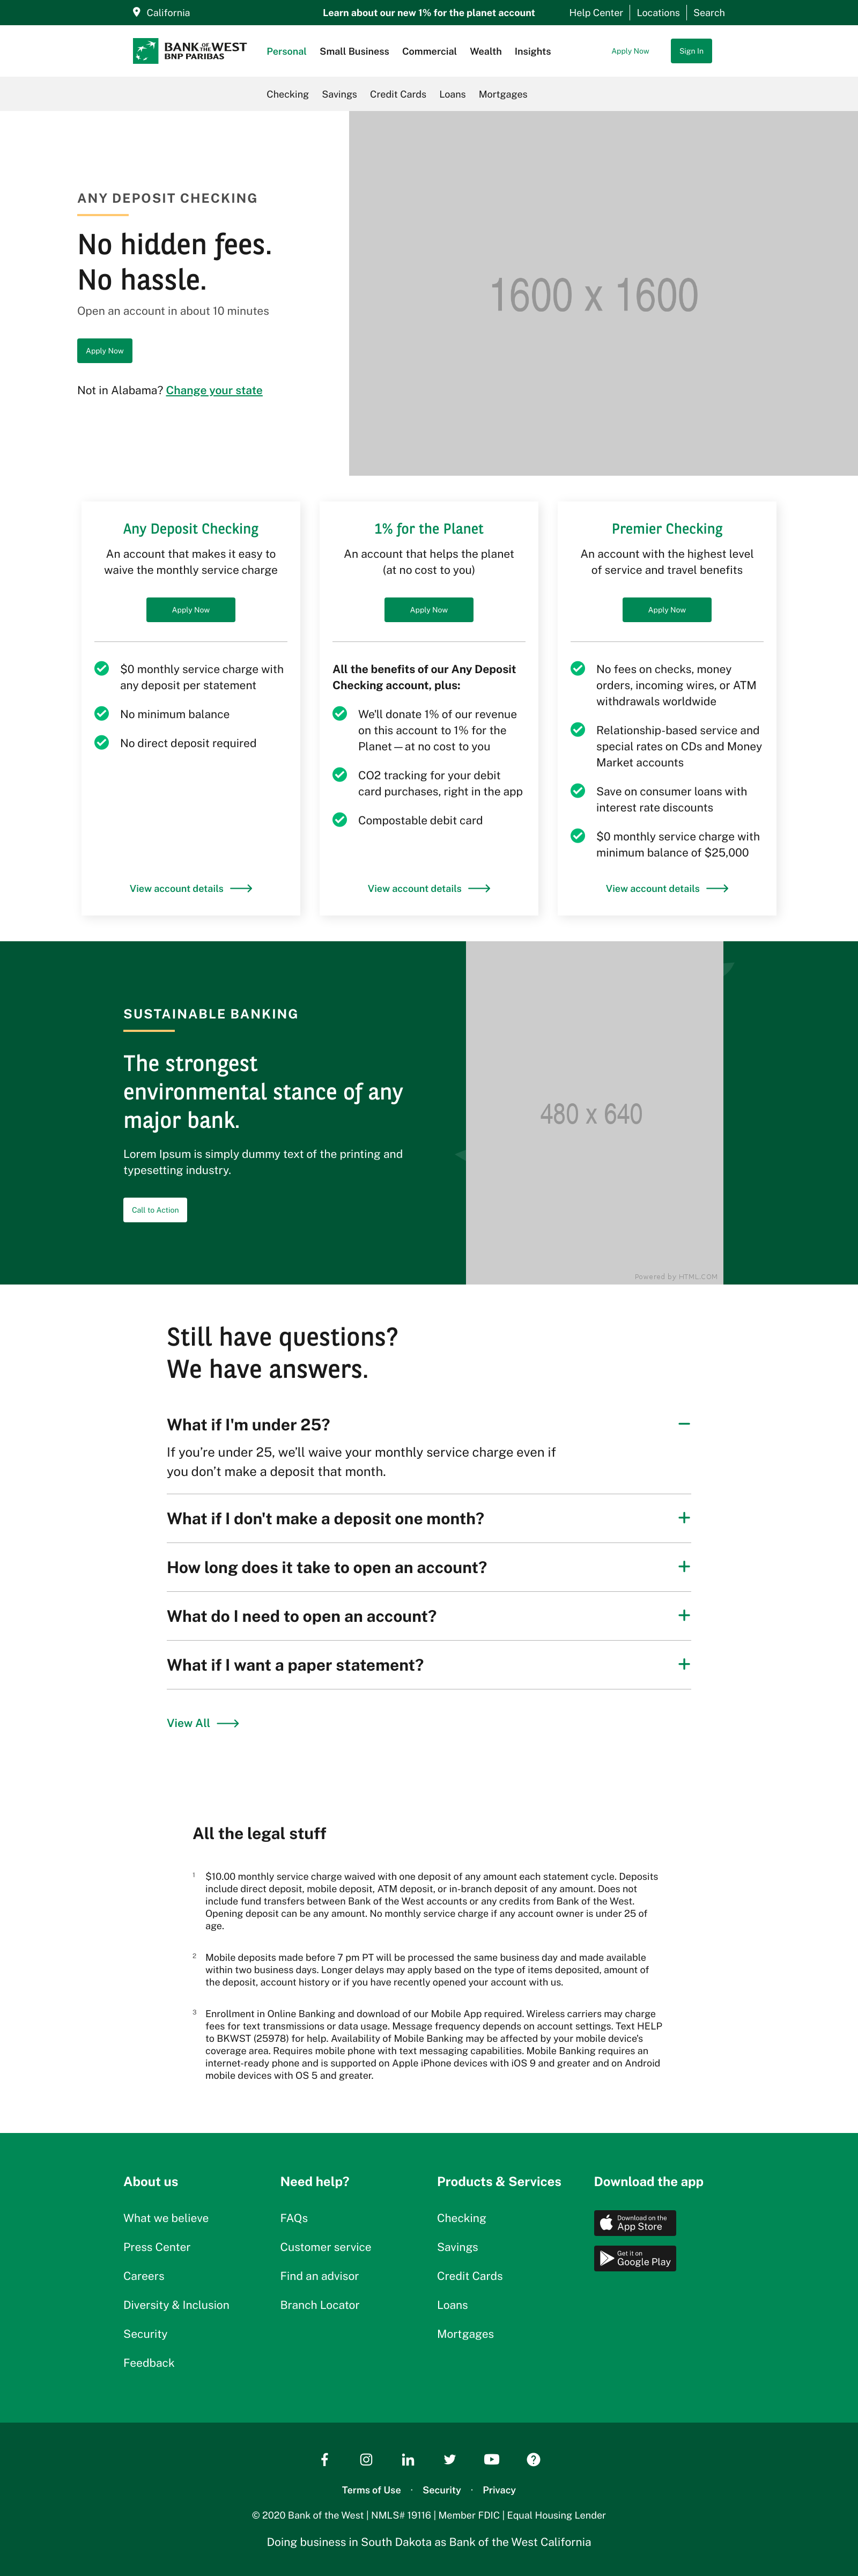 California
Learn about our new 1% for the planet account
Help Center
Locations
Search
BANK OF THE WEST
BNP PARIBAS
Personal
Small Business
Commercial
Wealth
Insights
Apply Now
Sign In
Checking
Savings
Credit Cards
Loans
Mortgages
ANY DEPOSIT CHECKING
No hidden fees.
No hassle.
Open an account in about 10 minutes
Apply Now
Not in Alabama? Change your state
1600 x 1600
Any Deposit Checking
An account that makes it easy to
waive the monthly service charge
Apply Now
$0 monthly service charge with
any deposit per statement
No minimum balance
No direct deposit required
View account details
1% for the Planet
An account that helps the planet
(at no cost to you)
Apply Now
All the benefits of our Any Deposit
Checking account, plus:
We'll donate 1% of our revenue
on this account to 1% for the
Planet — at no cost to you
CO2 tracking for your debit
card purchases, right in the app
Compostable debit card
View account details
Premier Checking
An account with the highest level
of service and travel benefits
Apply Now
No fees on checks, money
orders, incoming wires, or ATM
withdrawals worldwide
Relationship-based service and
special rates on CDs and Money
Market accounts
Save on consumer loans with
interest rate discounts
$0 monthly service charge with
minimum balance of $25,000
View account details
SUSTAINABLE BANKING
The strongest
environmental stance of any
major bank.
Lorem Ipsum is simply dummy text of the printing and
typesetting industry.
Call to Action
480 x 640
Powered by HTML.COM
Still have questions?
We have answers.
What if I'm under 25?
If you’re under 25, we’ll waive your monthly service charge even if
you don’t make a deposit that month.
What if I don't make a deposit one month?
How long does it take to open an account?
What do I need to open an account?
What if I want a paper statement?
View All
All the legal stuff
1 $10.00 monthly service charge waived with one deposit of any amount each statement cycle. Deposits
include direct deposit, mobile deposit, ATM deposit, or in-branch deposit of any amount. Does not
include fund transfers between Bank of the West accounts or any credits from Bank of the West.
Opening deposit can be any amount. No monthly service charge if any account owner is under 25 of
age.
2 Mobile deposits made before 7 pm PT will be processed the same business day and made available
within two business days. Longer delays may apply based on the type of items deposited, amount of
the deposit, account history or if you have recently opened your account with us.
3 Enrollment in Online Banking and download of our Mobile App required. Wireless carriers may charge
fees for text transmissions or data usage. Message frequency depends on account settings. Text HELP
to BKWST (25978) for help. Availability of Mobile Banking may be affected by your mobile device's
coverage area. Requires mobile phone with text messaging capabilities. Mobile Banking requires an
internet-ready phone and is supported on Apple iPhone devices with iOS 9 and greater and on Android
mobile devices with OS 5 and greater.
About us
What we believe
Press Center
Careers
Diversity & Inclusion
Security
Feedback
Need help?
FAQs
Customer service
Find an advisor
Branch Locator
Products & Services
Checking
Savings
Credit Cards
Loans
Mortgages
Download the app
Download on the
App Store
Get it on
Google Play
Terms of Use · Security · Privacy
© 2020 Bank of the West | NMLS# 19116 | Member FDIC | Equal Housing Lender
Doing business in South Dakota as Bank of the West California